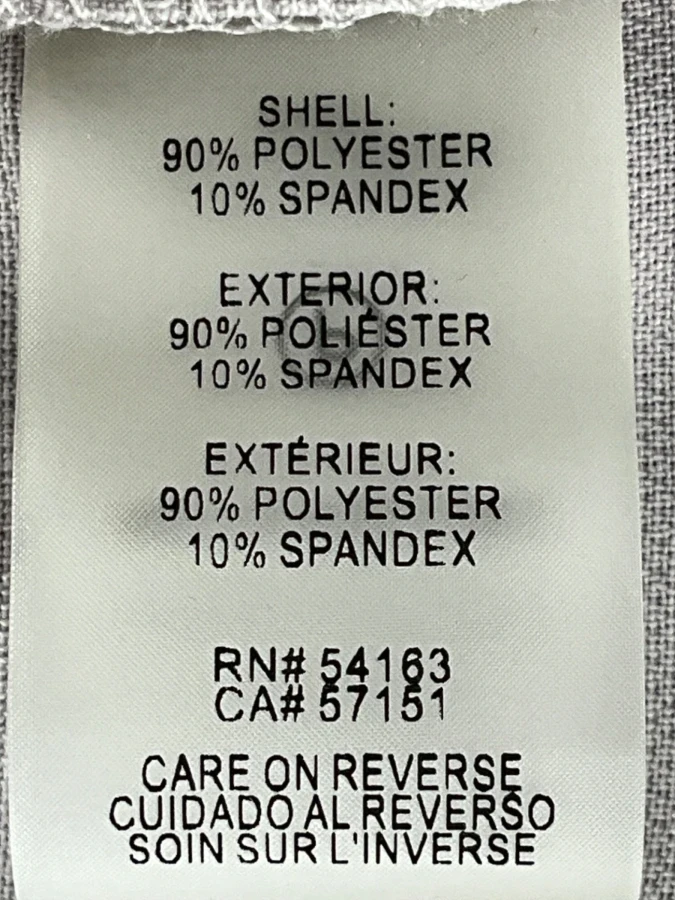 SHELL:
90% POLYESTER
10% SPANDEX
EXTERIOR:
90% POLIÉSTER
10% SPANDEX
EXTÉRIEUR:
90% POLYESTER
10% SPANDEX
RN# 54163
CA# 57151
CARE ON REVERSE
CUIDADO AL REVERSO
SOIN SUR L'INVERSE